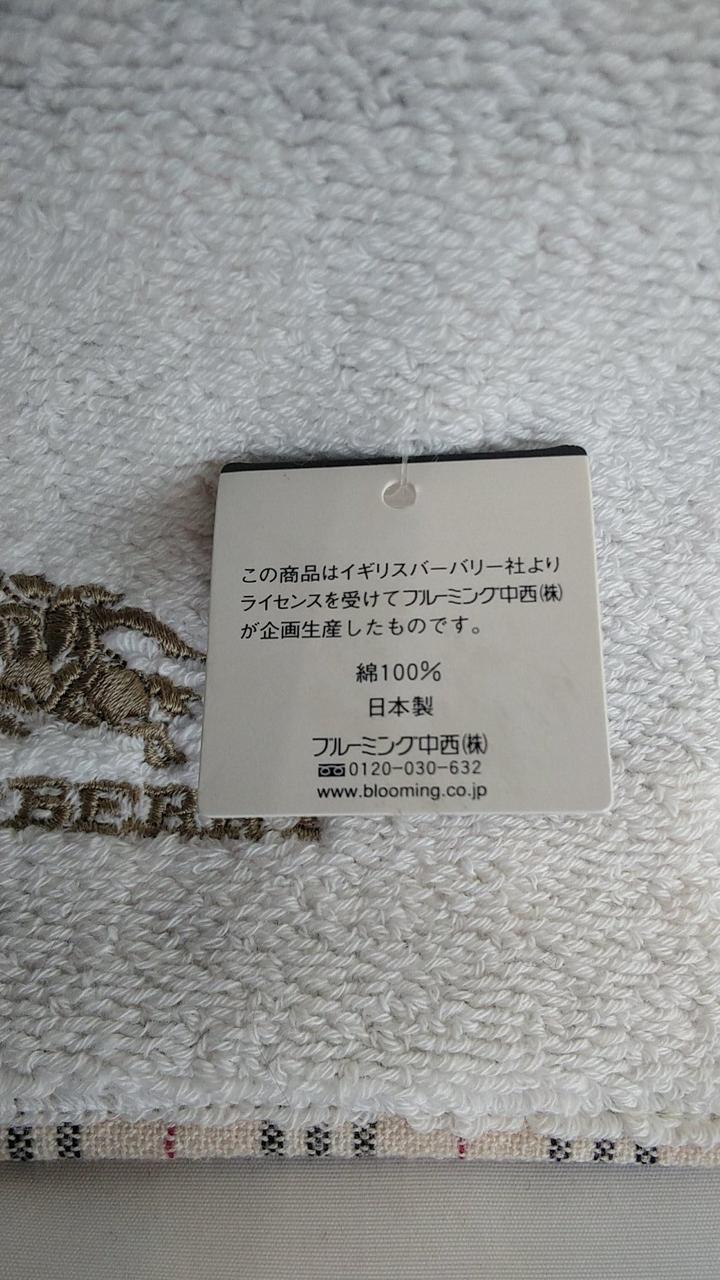 この商品はイギリスバーバリー社より
ライセンスを受けてブルーミング中西㈱
が企画生産したものです。
綿100%
日本製
ブルーミング中西㈱
0120-030-632
www.blooming.co.jp
BER